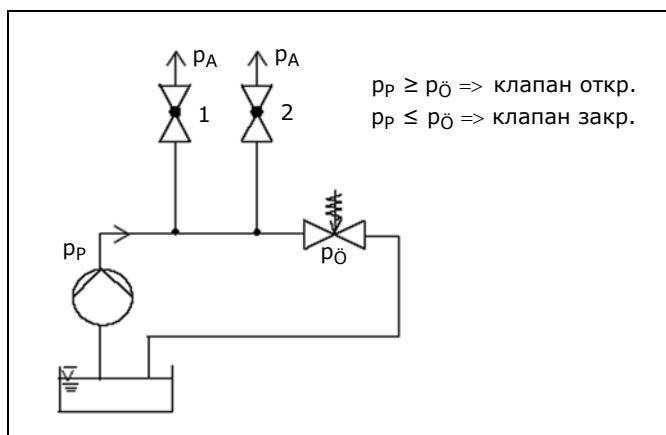 pA pA
1 2
pP ≥ pÖ => клапан откр.
pP ≤ pÖ => клапан закр.
pP
pÖ